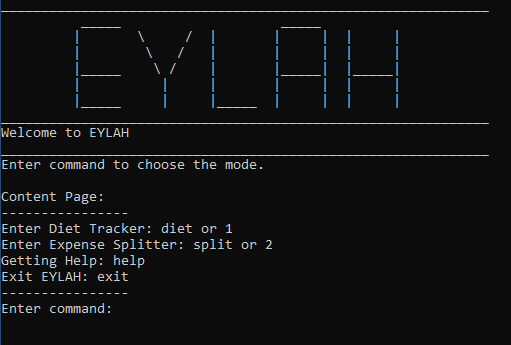 EYLAH
Welcome to EYLAH
Enter command to choose the mode.
Content Page:
----------------
Enter Diet Tracker: diet or 1
Enter Expense Splitter: split or 2
Getting Help: help
Exit EYLAH: exit
----------------
Enter command: